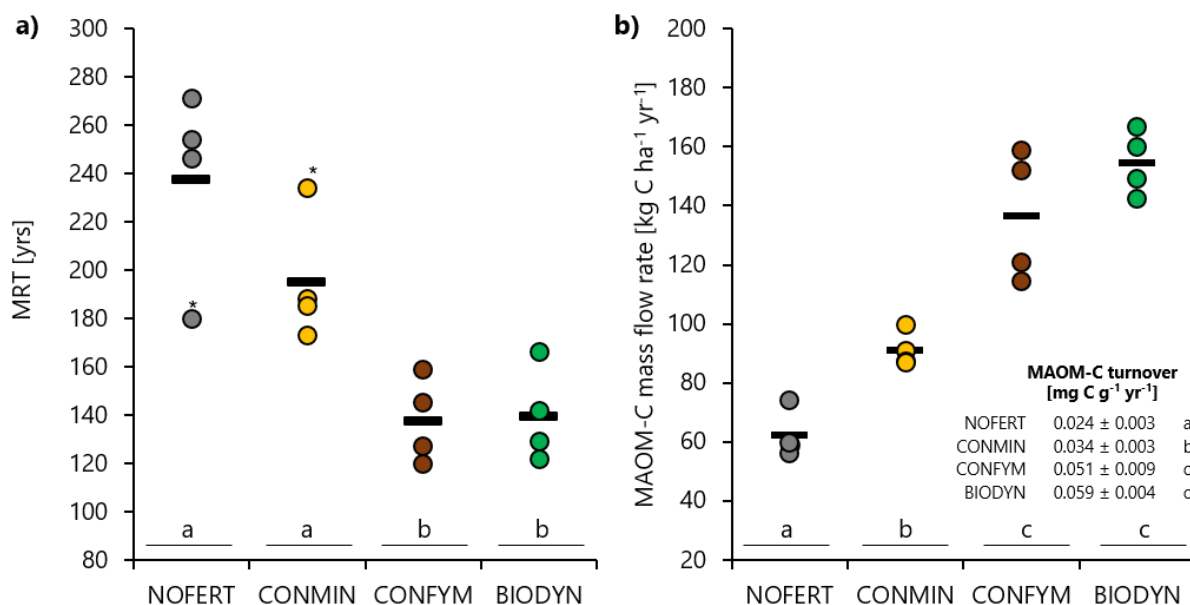 a)
MRT [yrs]
300
280
260
240
220
200
180
160
140
120
100
80
*
*
a a b b
NOFERT CONMIN CONFYM BIODYN
b)
MAOM-C mass flow rate [kg C ha⁻¹ yr⁻¹]
200
180
160
140
120
100
80
60
40
20
MAOM-C turnover
[mg C g⁻¹ yr⁻¹]
NOFERT 0.024 ± 0.003 a
CONMIN 0.034 ± 0.003 b
CONFYM 0.051 ± 0.009 c
BIODYN 0.059 ± 0.004 c
a b c c
NOFERT CONMIN CONFYM BIODYN